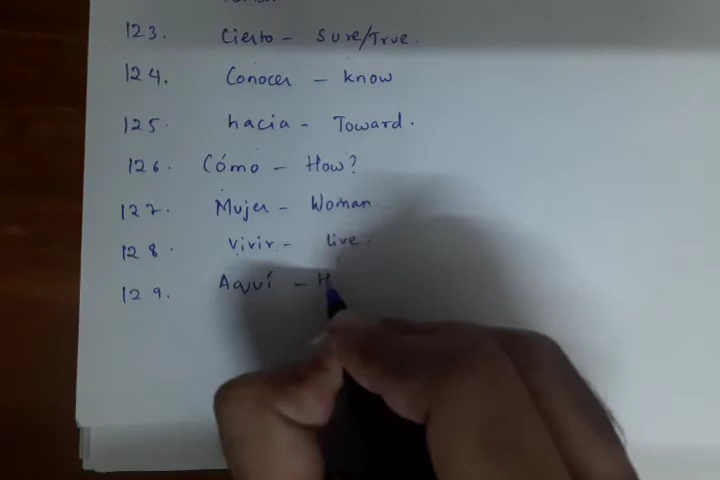 123. Cierto - Sure/True.
124. Conocer - know
125. hacia - Toward.
126. Cómo - How?
127. Mujer - Woman.
128. Vivir - live.
129. Aquí - H